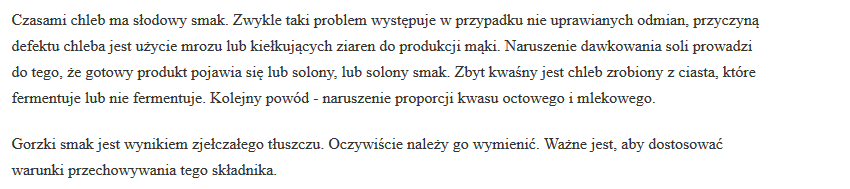 Czasami chleb ma słodowy smak. Zwykle taki problem występuje w przypadku nie uprawianych odmian, przyczyną
defektu chleba jest użycie mrozu lub kiełkujących ziaren do produkcji mąki. Naruszenie dawkowania soli prowadzi
do tego, że gotowy produkt pojawia się lub solony, lub solony smak. Zbyt kwaśny jest chleb zrobiony z ciasta, które
fermentuje lub nie fermentuje. Kolejny powód - naruszenie proporcji kwasu octowego i mlekowego.
Gorzki smak jest wynikiem zjełczałego tłuszczu. Oczywiście należy go wymienić. Ważne jest, aby dostosować
warunki przechowywania tego składnika.